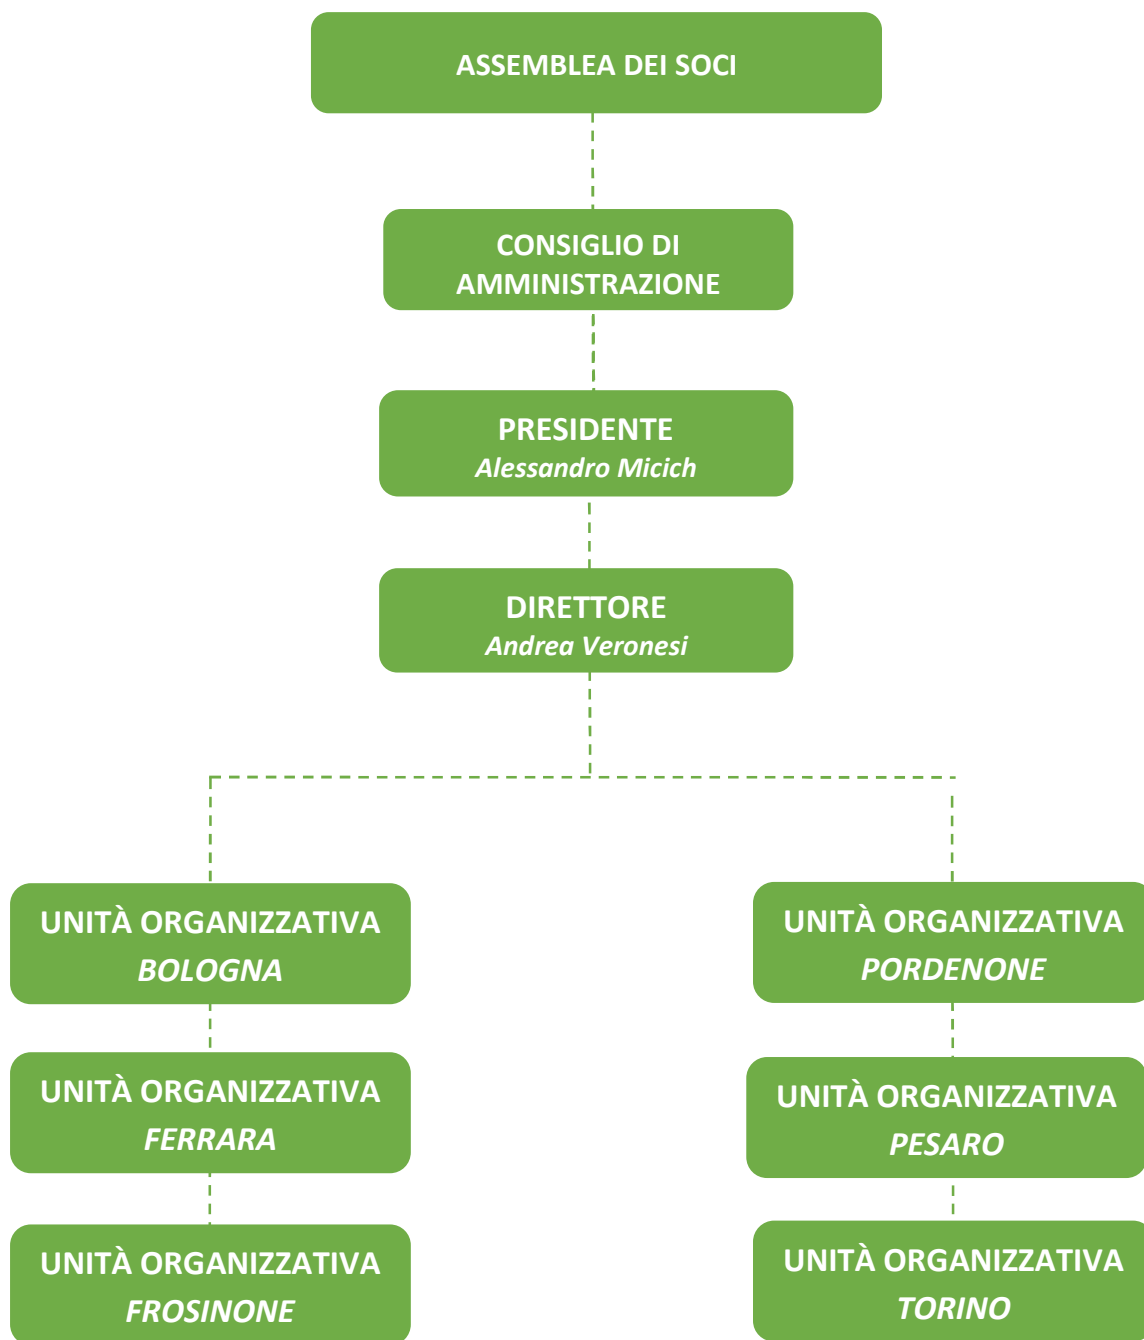 ASSEMBLEA DEI SOCI
CONSIGLIO DI
AMMINISTRAZIONE
PRESIDENTE
Alessandro Micich
DIRETTORE
Andrea Veronesi
UNITÀ ORGANIZZATIVA
BOLOGNA
UNITÀ ORGANIZZATIVA
FERRARA
UNITÀ ORGANIZZATIVA
FROSINONE
UNITÀ ORGANIZZATIVA
PORDENONE
UNITÀ ORGANIZZATIVA
PESARO
UNITÀ ORGANIZZATIVA
TORINO